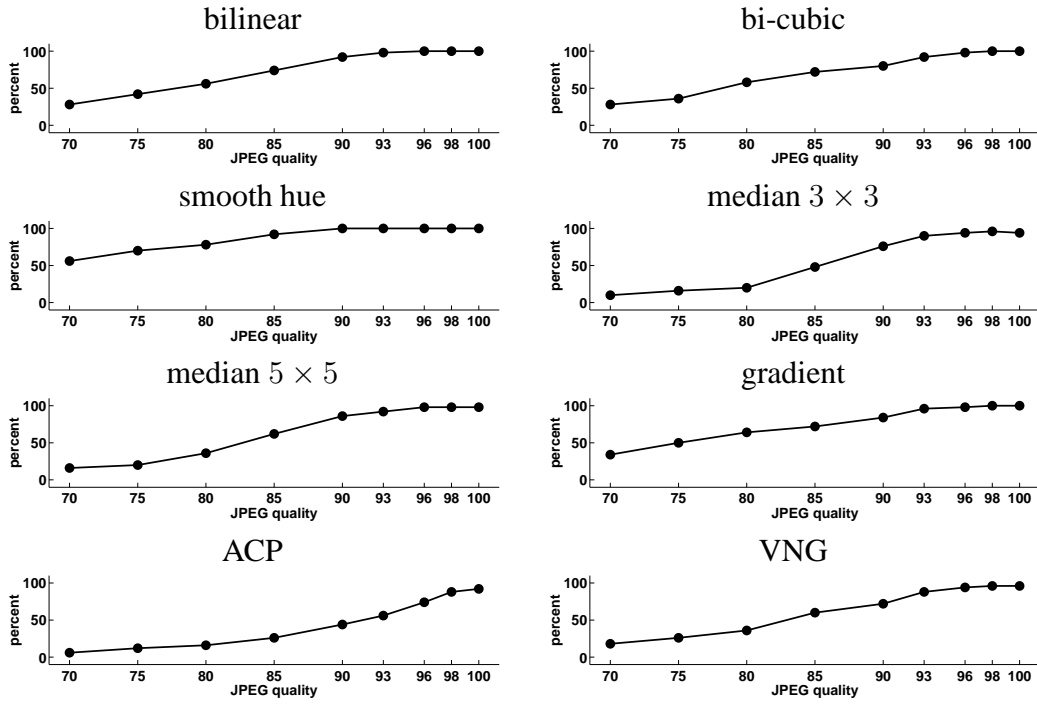 bilinear
percent
100
50
0
70 75 80 85 90 93 96 98 100
JPEG quality
bi-cubic
percent
100
50
0
70 75 80 85 90 93 96 98 100
JPEG quality
smooth hue
percent
100
50
0
70 75 80 85 90 93 96 98 100
JPEG quality
median 3 × 3
percent
100
50
0
70 75 80 85 90 93 96 98 100
JPEG quality
median 5 × 5
percent
100
50
0
70 75 80 85 90 93 96 98 100
JPEG quality
gradient
percent
100
50
0
70 75 80 85 90 93 96 98 100
JPEG quality
ACP
percent
100
50
0
70 75 80 85 90 93 96 98 100
JPEG quality
VNG
percent
100
50
0
70 75 80 85 90 93 96 98 100
JPEG quality